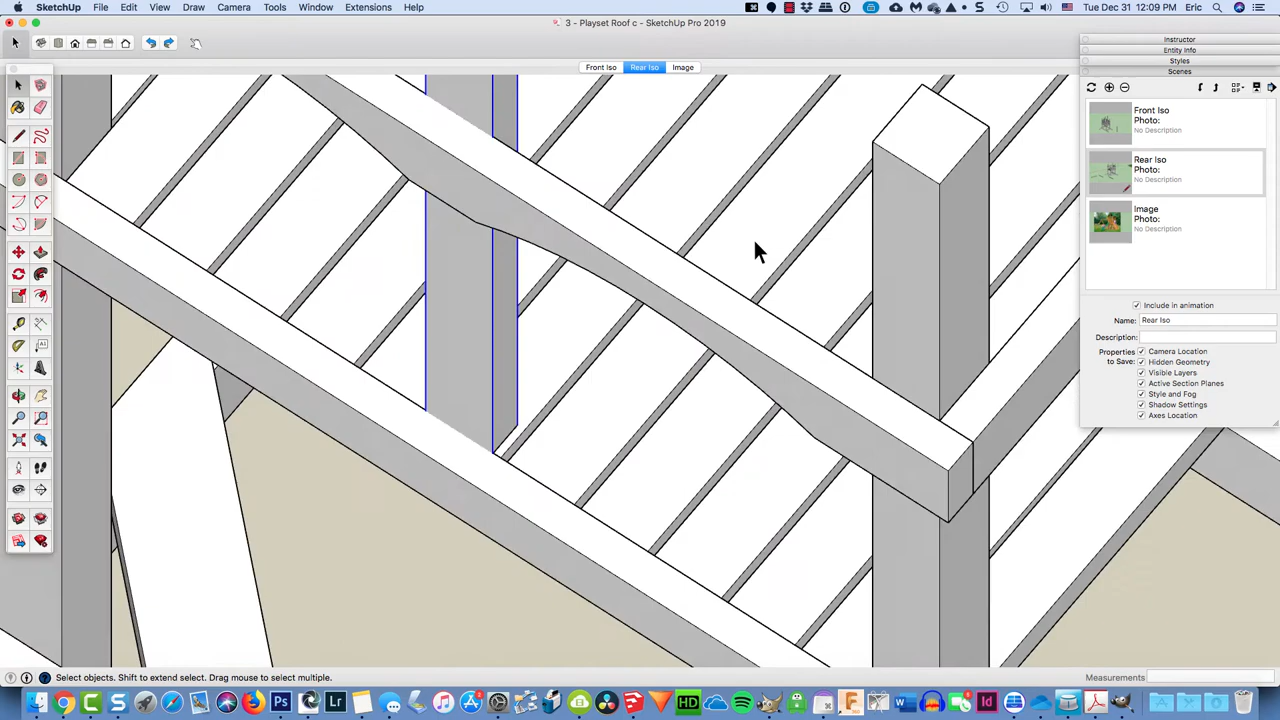 SketchUp File Edit View Draw Camera Tools Window Extensions Help
Tue Dec 31 12:09 PM Eric
3 - Playset Roof c - SketchUp Pro 2019
Front Iso Rear Iso Image
Instructor
Entity Info
Styles
Scenes
Front Iso
Photo:
No Description
Rear Iso
Photo:
No Description
Image
Photo:
No Description
Include in animation
Name: Rear Iso
Description:
Properties to Save:
Camera Location
Hidden Geometry
Visible Layers
Active Section Planes
Style and Fog
Shadow Settings
Axes Location
Select objects. Shift to extend select. Drag mouse to select multiple.
Measurements